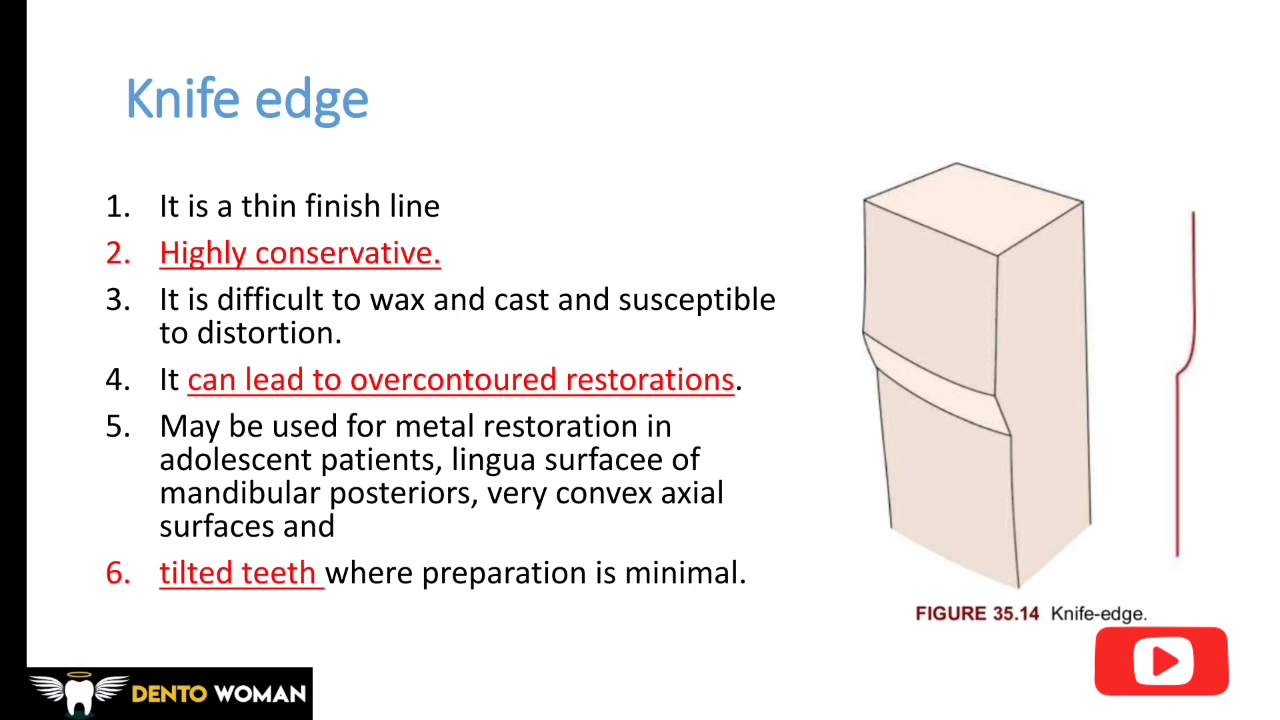 Knife edge
1. It is a thin finish line
2. Highly conservative.
3. It is difficult to wax and cast and susceptible
to distortion.
4. It can lead to overcontoured restorations.
5. May be used for metal restoration in
adolescent patients, lingua surfacee of
mandibular posteriors, very convex axial
surfaces and
6. tilted teeth where preparation is minimal.
FIGURE 35.14 Knife-edge.
DENTO WOMAN